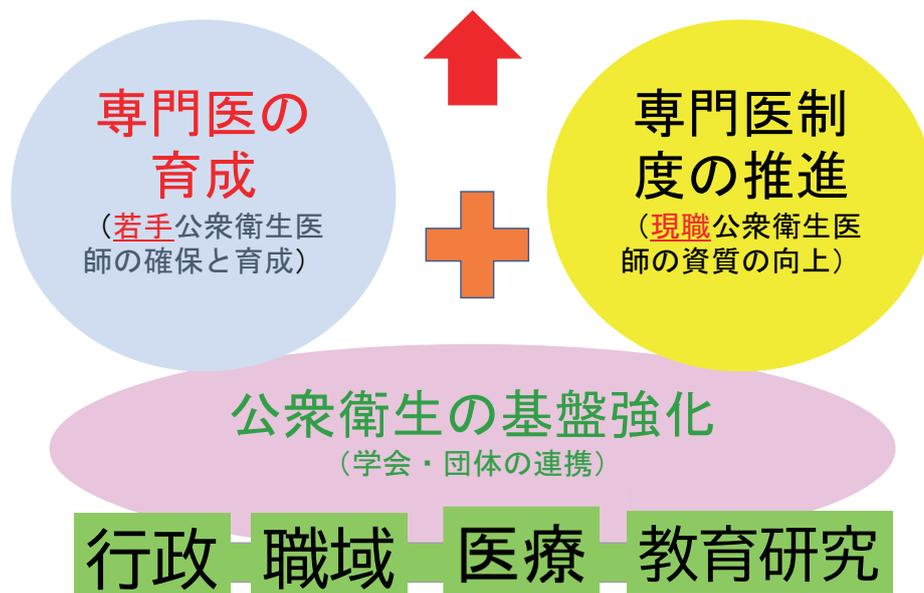 専門医の
育成
（若手公衆衛生医
師の確保と育成）
専門医制
度の推進
（現職公衆衛生医
師の資質の向上）
公衆衛生の基盤強化
（学会・団体の連携）
行政
職域
医療
教育研究